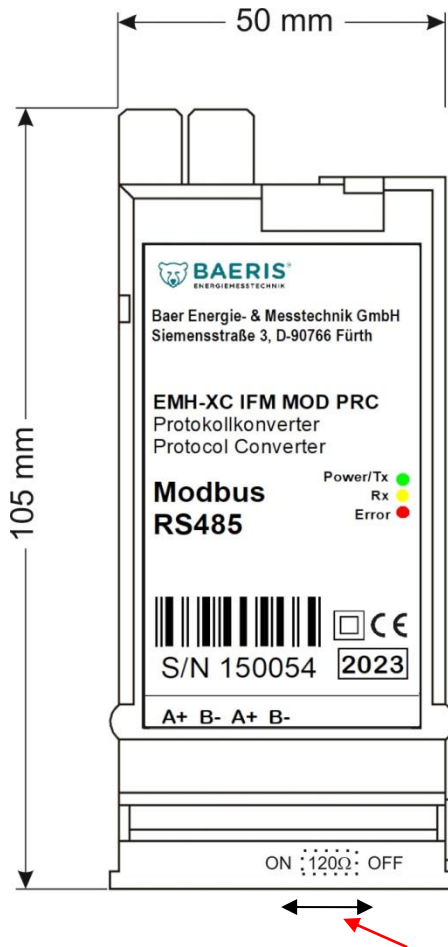 50 mm
105 mm
BAERIS®
ENERGIEMESSTECHNIK
Baer Energie- & Messtechnik GmbH
Siemensstraße 3, D-90766 Fürth
EMH-XC IFM MOD PRC
Protokollkonverter
Protocol Converter
Modbus
RS485
Power/Tx
Rx
Error
CE
S/N 150054
2023
A+ B- A+ B-
ON 120Ω OFF